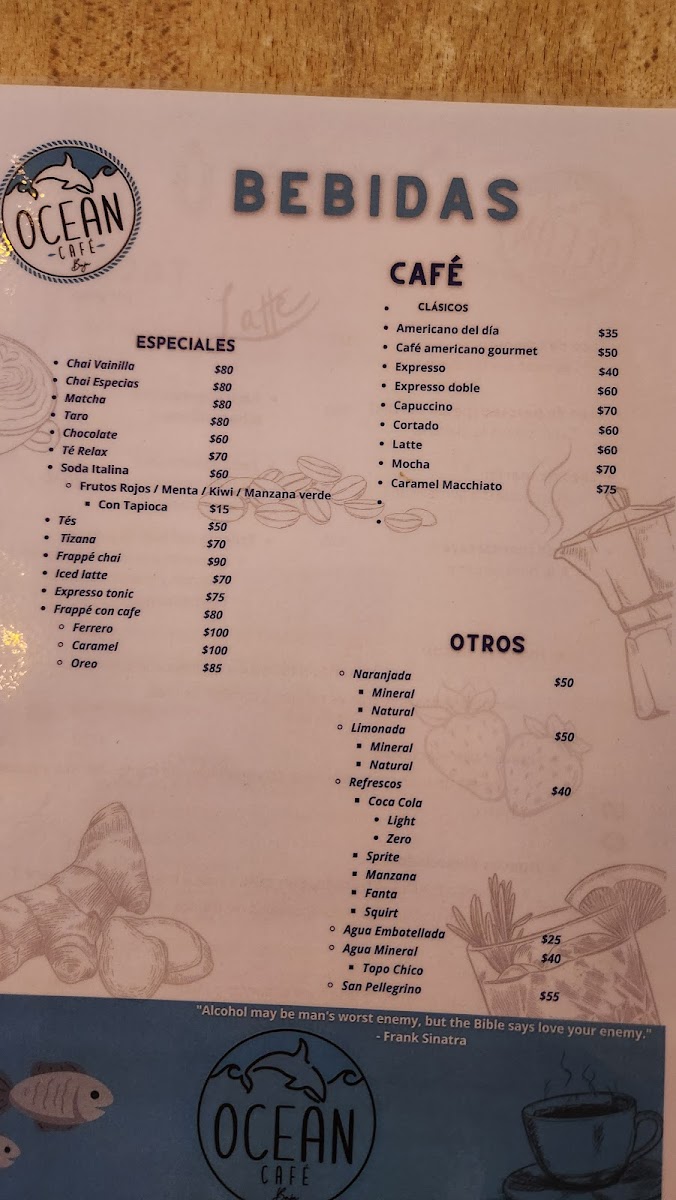 OCEAN
CAFÉ
Baja
BEBIDAS
Latte
ESPECIALES
Chai Vainilla $80
Chai Especias $80
Matcha $80
Taro $80
Chocolate $60
Té Relax $70
Soda Italina $60
Frutos Rojos / Menta / Kiwi / Manzana verde
Con Tapioca $15
Tés $50
Tizana $70
Frappé chai $90
Iced latte $70
Expresso tonic $75
Frappé con cafe $80
Ferrero $100
Caramel $100
Oreo $85
CAFÉ
CLÁSICOS
Americano del día $35
Café americano gourmet $50
Expresso $40
Expresso doble $60
Capuccino $70
Cortado $60
Latte $60
Mocha $70
Caramel Macchiato $75
OTROS
Naranjada $50
Mineral
Natural
Limonada $50
Mineral
Natural
Refrescos $40
Coca Cola
Light
Zero
Sprite
Manzana
Fanta
Squirt
Agua Embotellada $25
Agua Mineral $40
Topo Chico
San Pellegrino $55
"Alcohol may be man's worst enemy, but the Bible says love your enemy."
- Frank Sinatra
OCEAN
CAFÉ